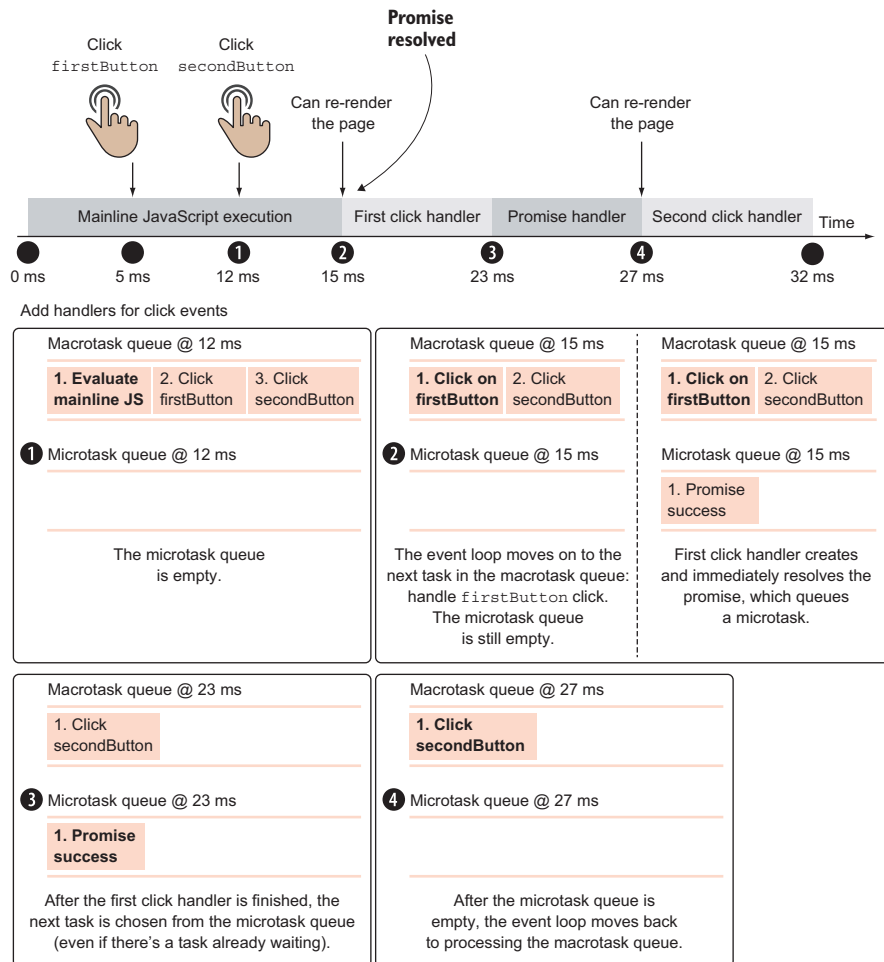 Promise
resolved
Click
firstButton
Click
secondButton
Can re-render
the page
Can re-render
the page
Mainline JavaScript execution
First click handler
Promise handler
Second click handler
Time
1
2
3
4
0 ms
5 ms
12 ms
15 ms
23 ms
27 ms
32 ms
Add handlers for click events
Macrotask queue @ 12 ms
1. Evaluate
mainline JS
2. Click
firstButton
3. Click
secondButton
1
Microtask queue @ 12 ms
The microtask queue
is empty.
Macrotask queue @ 15 ms
1. Click on
firstButton
2. Click
secondButton
2
Microtask queue @ 15 ms
The event loop moves on to the
next task in the macrotask queue:
handle firstButton click.
The microtask queue
is still empty.
Macrotask queue @ 15 ms
1. Click on
firstButton
2. Click
secondButton
Microtask queue @ 15 ms
1. Promise
success
First click handler creates
and immediately resolves the
promise, which queues
a microtask.
Macrotask queue @ 23 ms
1. Click
secondButton
3
Microtask queue @ 23 ms
1. Promise
success
After the first click handler is finished, the
next task is chosen from the microtask queue
(even if there's a task already waiting).
Macrotask queue @ 27 ms
1. Click
secondButton
4
Microtask queue @ 27 ms
After the microtask queue is
empty, the event loop moves back
to processing the macrotask queue.